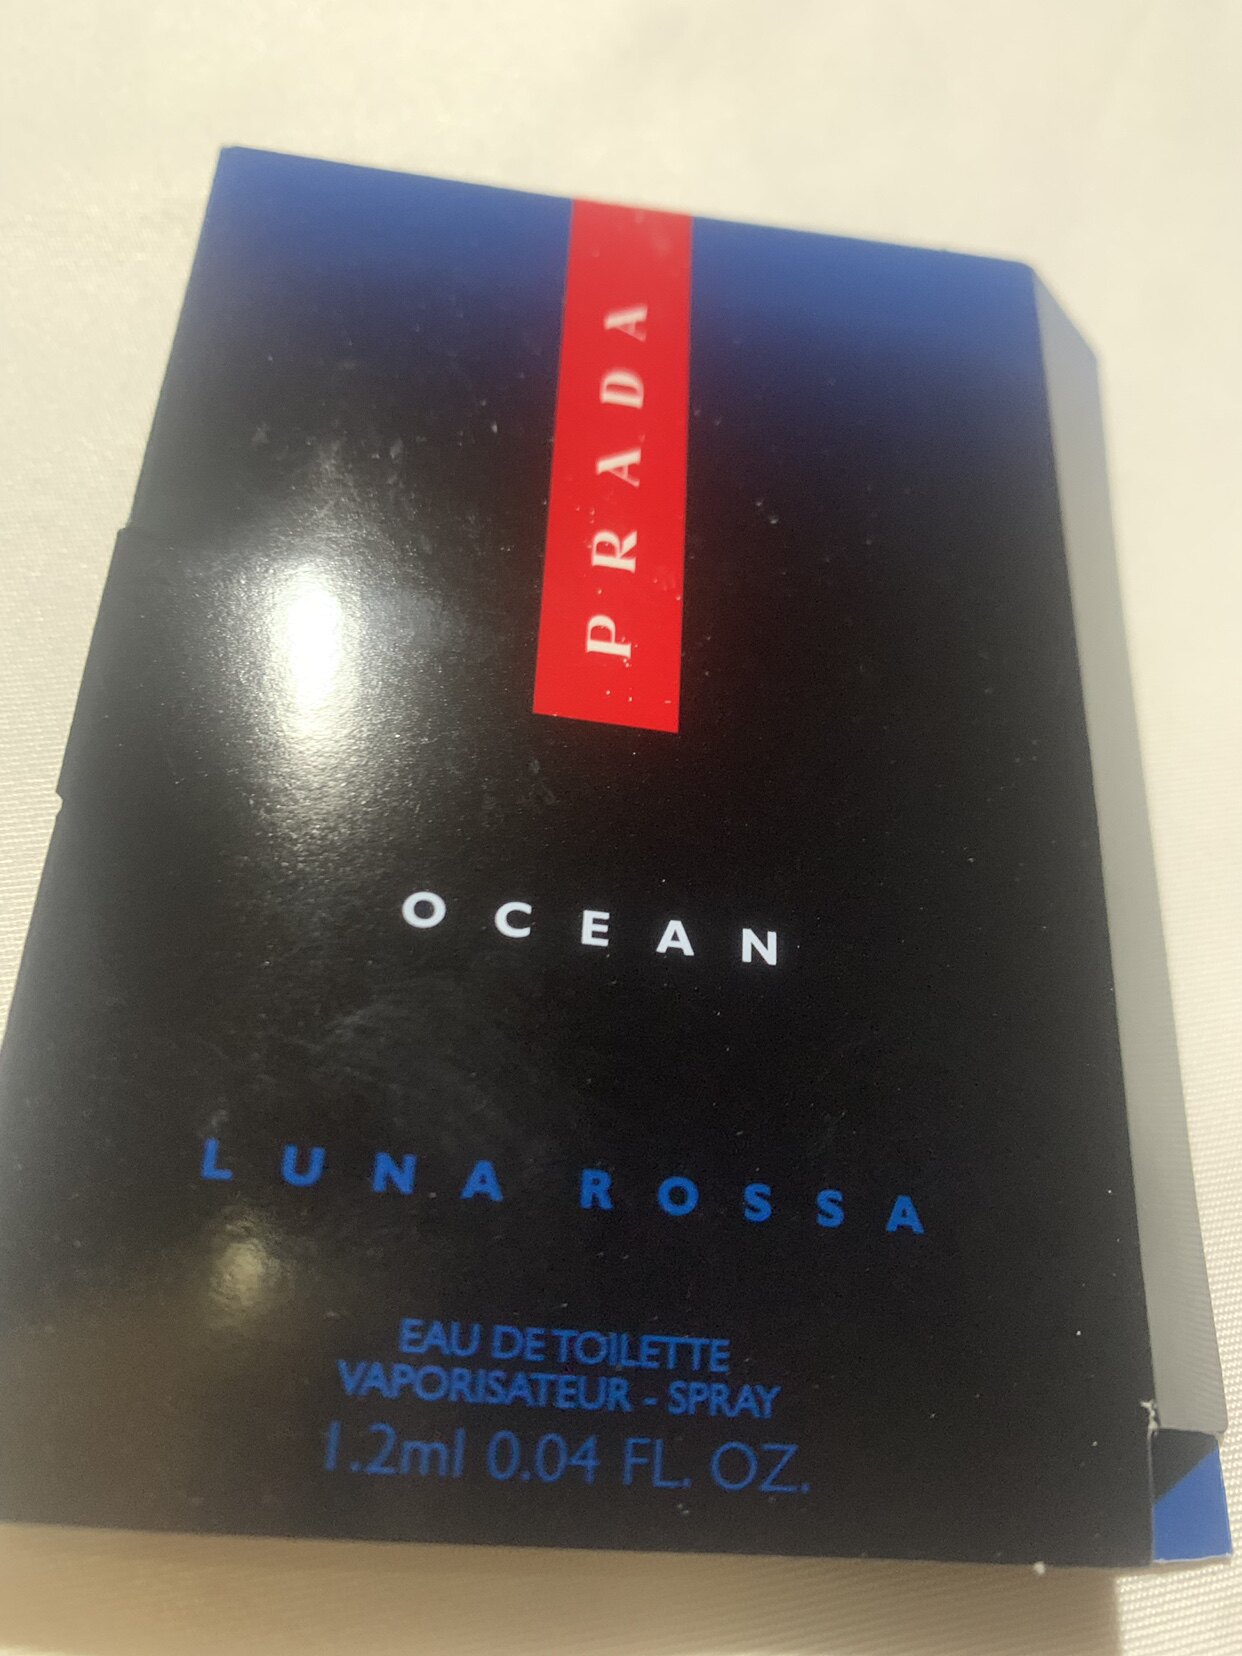 PRADA
OCEAN
LUNA ROSSA
EAU DE TOILETTE
VAPORISATEUR - SPRAY
1.2ml 0.04 FL. OZ.